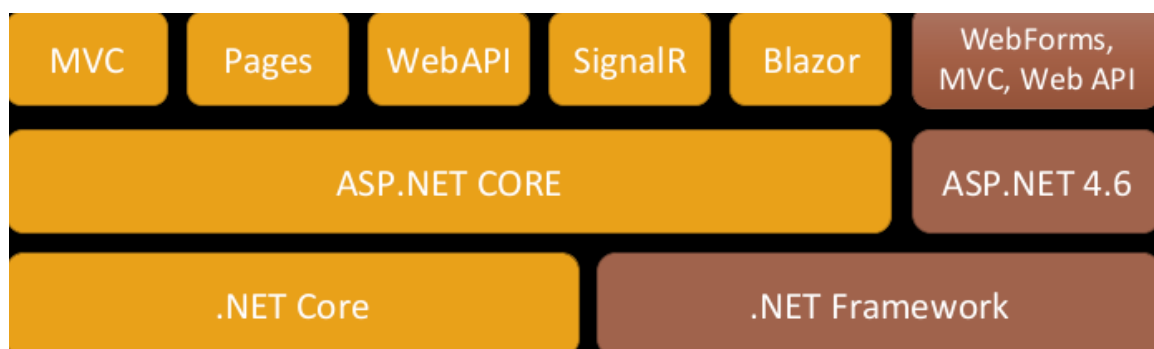 MVC
Pages
WebAPI
SignalR
Blazor
WebForms,
MVC, Web API
ASP.NET CORE
ASP.NET 4.6
.NET Core
.NET Framework